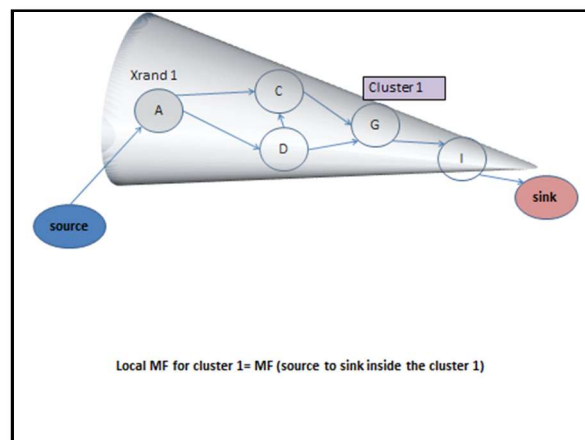 Xrand 1
Cluster 1
A
C
G
D
I
source
sink
Local MF for cluster 1= MF (source to sink inside the cluster 1)